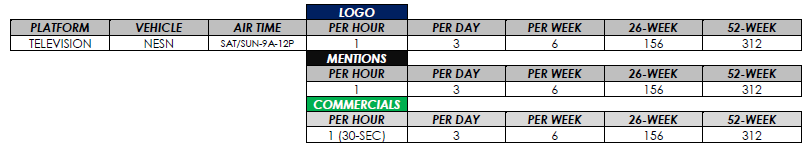 LOGO
PLATFORM VEHICLE AIR TIME PER HOUR PER DAY PER WEEK 26-WEEK 52-WEEK
TELEVISION NESN SAT/SUN-9A-12P 1 3 6 156 312
MENTIONS
PER HOUR PER DAY PER WEEK 26-WEEK 52-WEEK
1 3 6 156 312
COMMERCIALS
PER HOUR PER DAY PER WEEK 26-WEEK 52-WEEK
1 (30-SEC) 3 6 156 312